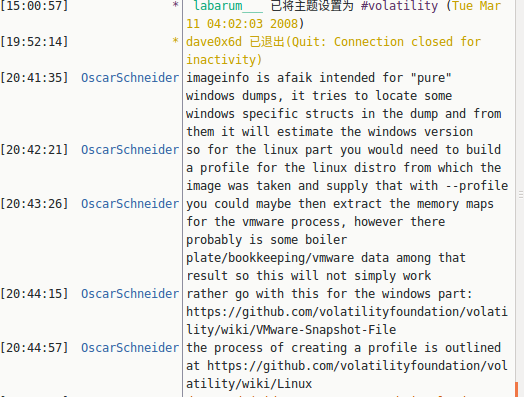 [15:00:57] * labarum___ 已将主题设置为 #volatility (Tue Mar
11 04:02:03 2008)
[19:52:14] * dave0x6d 已退出(Quit: Connection closed for
inactivity)
[20:41:35] OscarSchneider imageinfo is afaik intended for "pure"
windows dumps, it tries to locate some
windows specific structs in the dump and from
them it will estimate the windows version
[20:42:21] OscarSchneider so for the linux part you would need to build
a profile for the linux distro from which the
image was taken and supply that with --profile
[20:43:26] OscarSchneider you could maybe then extract the memory maps
for the vmware process, however there
probably is some boiler
plate/bookkeeping/vmware data among that
result so this will not simply work
[20:44:15] OscarSchneider rather go with this for the windows part:
https://github.com/volatilityfoundation/volati
lity/wiki/VMware-Snapshot-File
[20:44:57] OscarSchneider the process of creating a profile is outlined
at https://github.com/volatilityfoundation/vol
atility/wiki/Linux